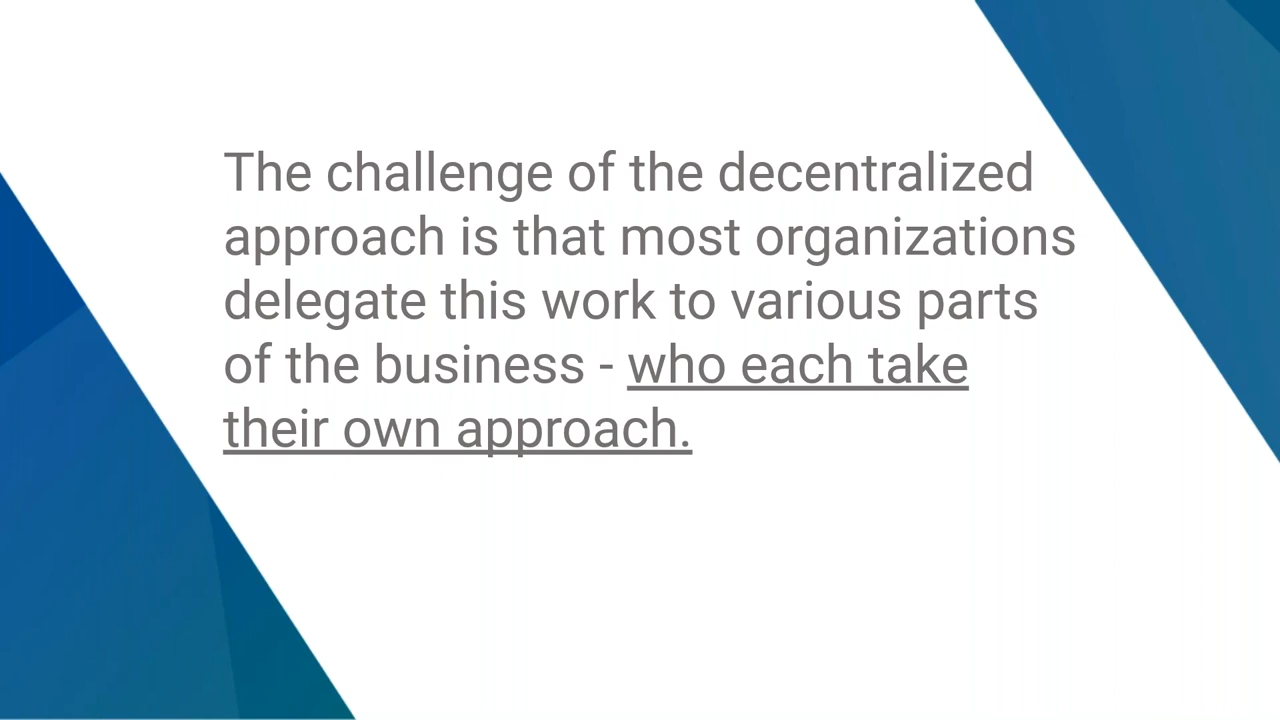 The challenge of the decentralized
approach is that most organizations
delegate this work to various parts
of the business - who each take
their own approach.